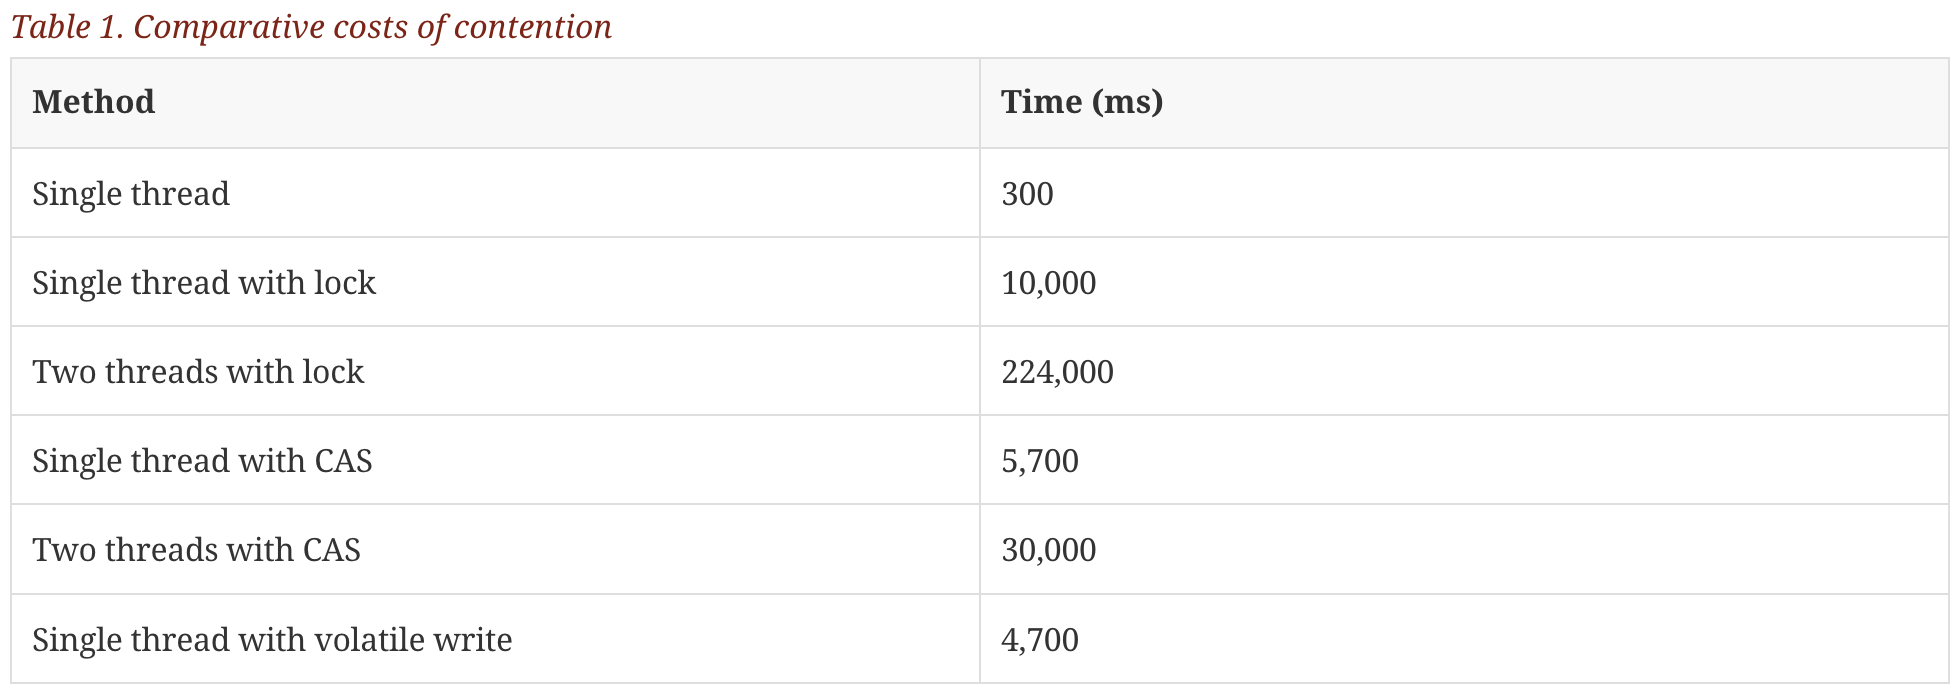 Table 1. Comparative costs of contention
Method Time (ms)
Single thread 300
Single thread with lock 10,000
Two threads with lock 224,000
Single thread with CAS 5,700
Two threads with CAS 30,000
Single thread with volatile write 4,700